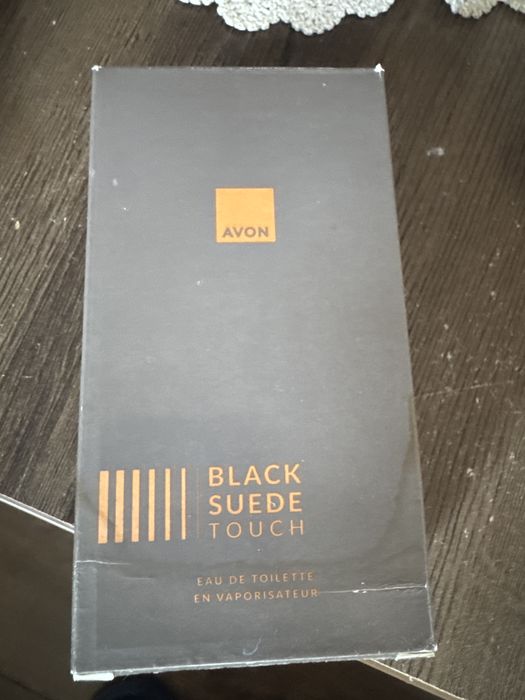 AVON
BLACK
SUEDE
TOUCH
EAU DE TOILETTE
EN VAPORISATEUR